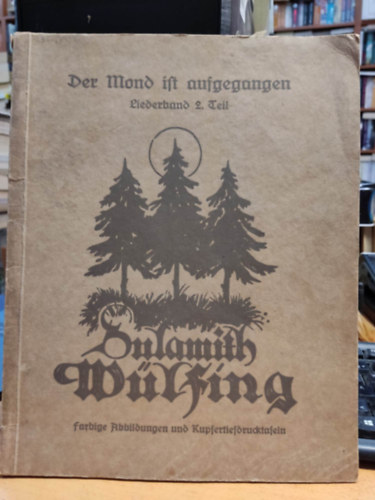 Der Mond ist aufgegangen
Liederband 2. Teil
Sulamith
Wülfing
Farbige Abbildungen und Kupfertiefdrucktafeln